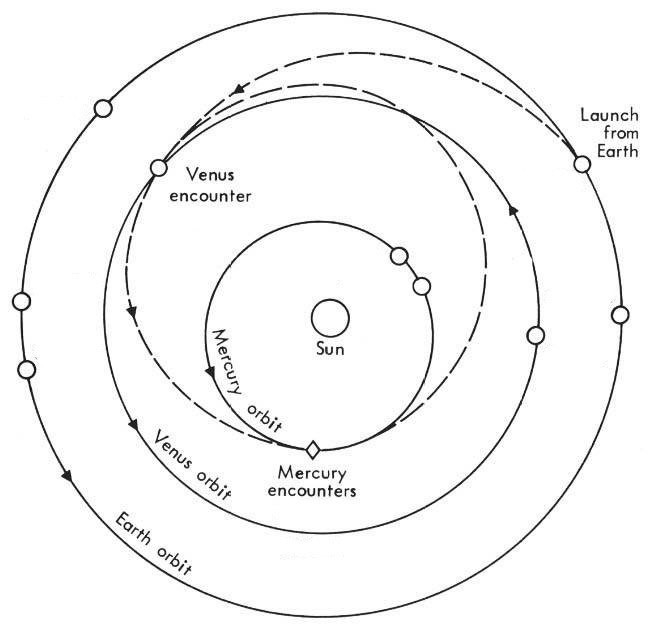 Launch
from
Earth
Venus
encounter
Sun
Mercury orbit
Mercury
encounters
Venus orbit
Earth orbit